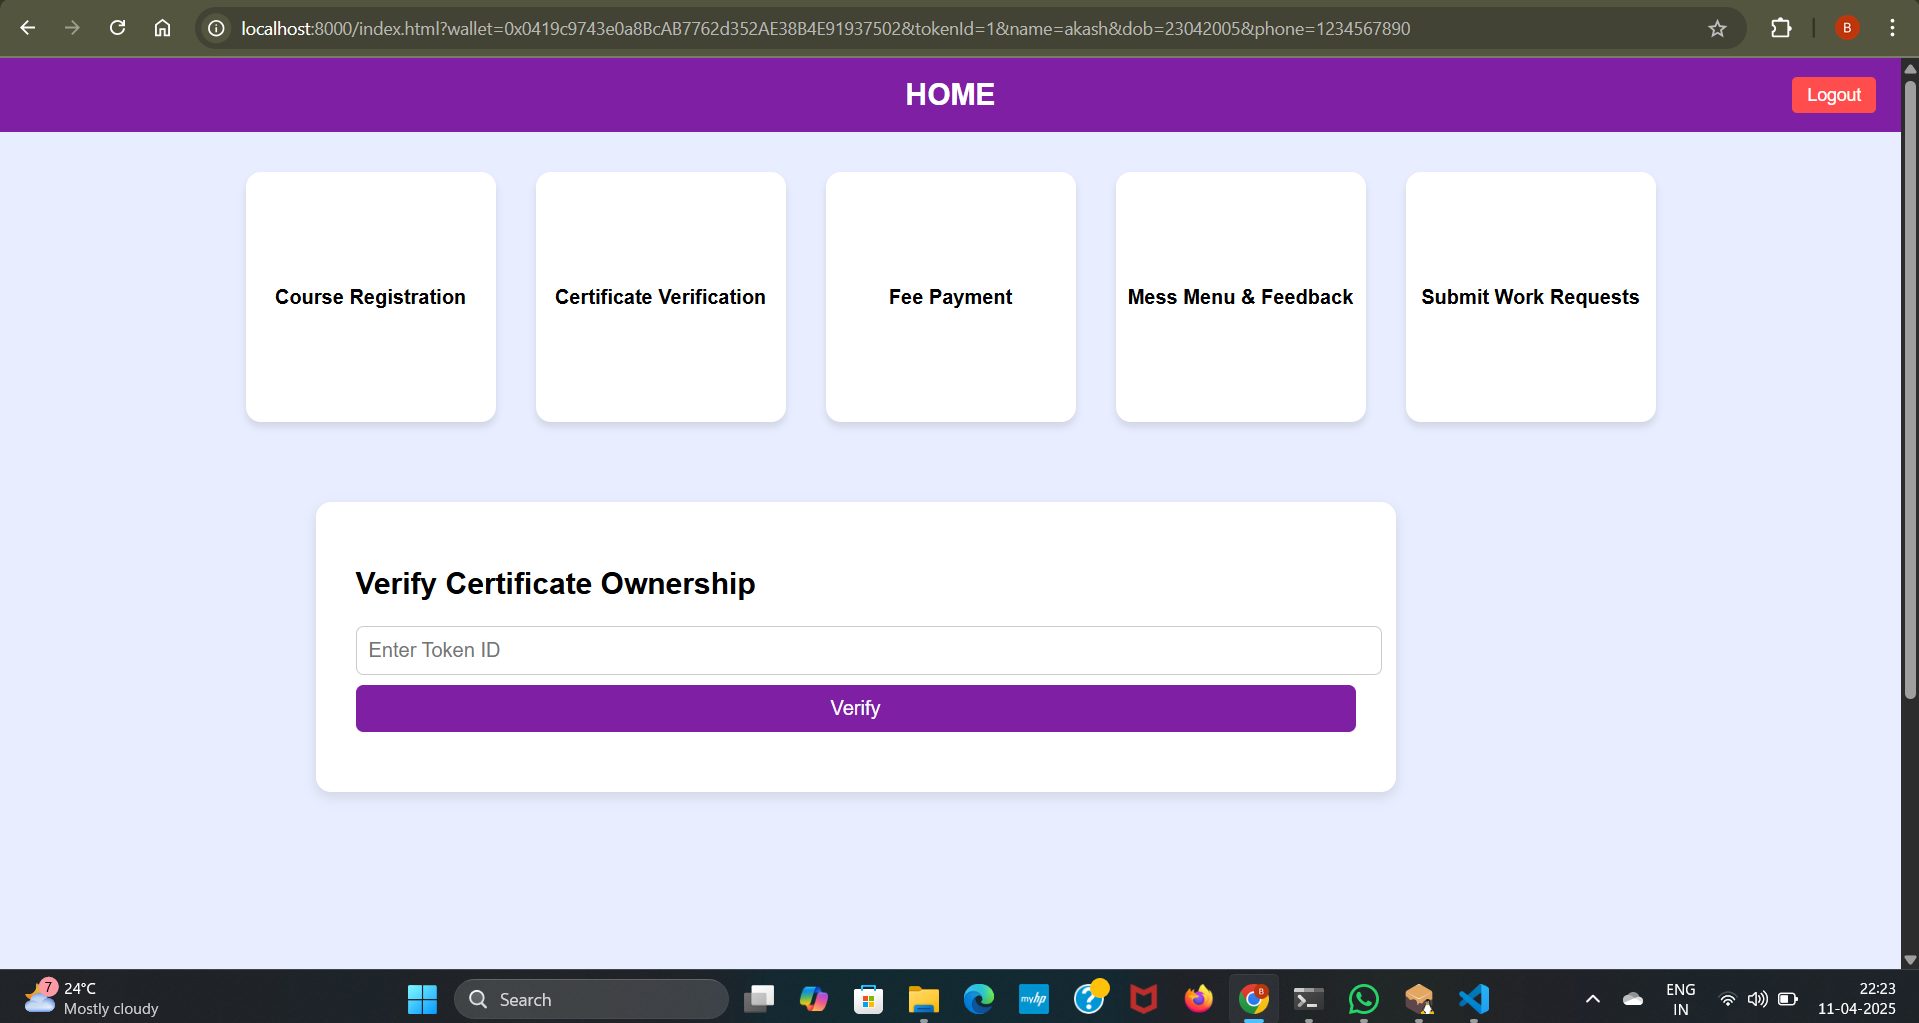 localhost:8000/index.html?wallet=0x0419c9743e0a8BcAB7762d352AE38B4E91937502&tokenId=1&name=akash&dob=23042005&phone=1234567890
B
HOME
Logout
Course Registration
Certificate Verification
Fee Payment
Mess Menu & Feedback
Submit Work Requests
Verify Certificate Ownership
Enter Token ID
Verify
7
24°C
Mostly cloudy
Search
myhp
B
ENG
IN
22:23
11-04-2025